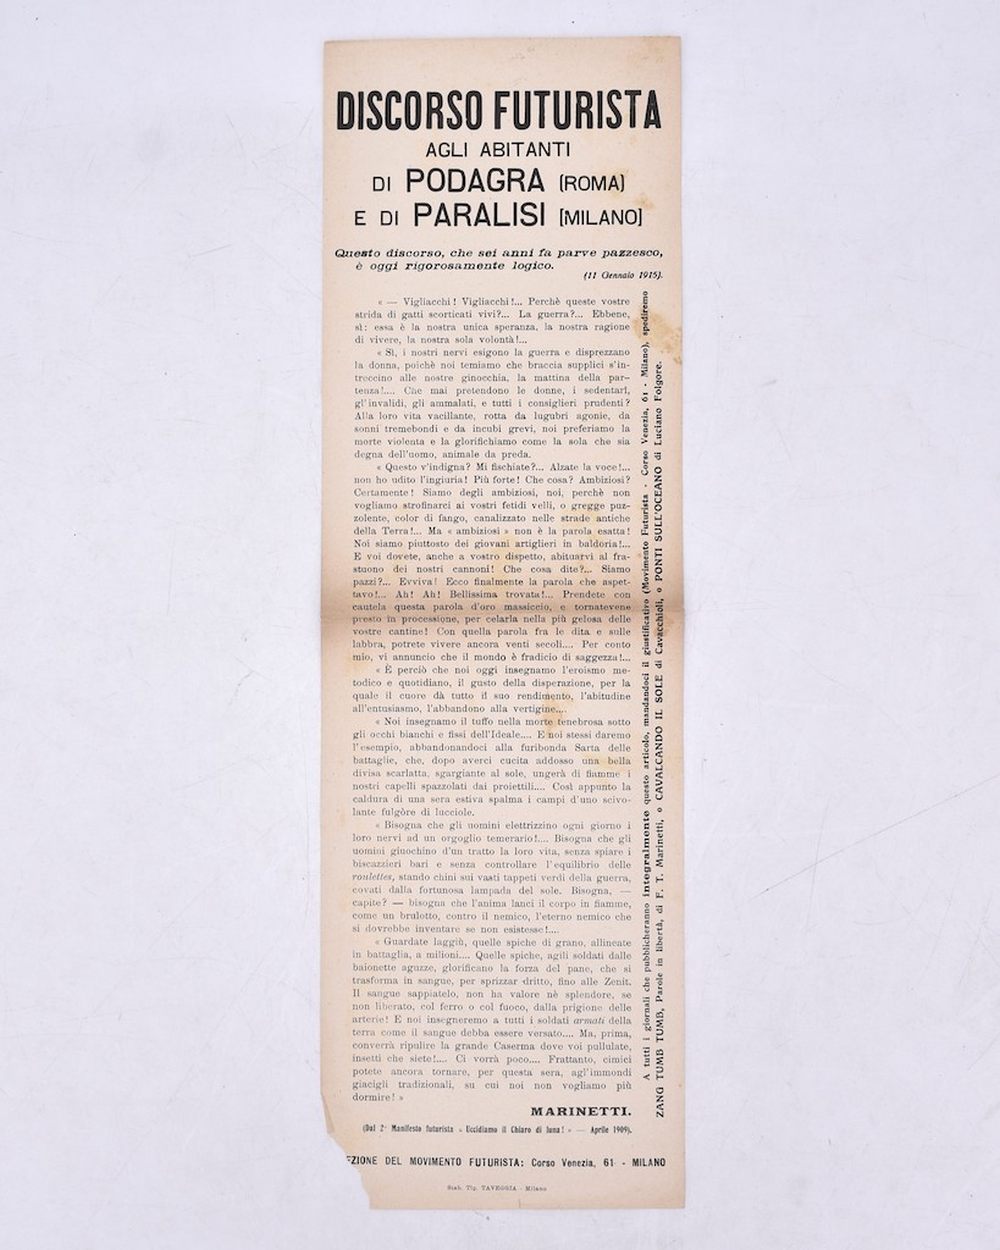 DISCORSO FUTURISTA
AGLI ABITANTI
DI PODAGRA (ROMA)
E DI PARALISI [MILANO]
Questo discorso, che sei anni fa parve pazzesco,
è oggi rigorosamente logico.
(11 Gennaio 1915).
« — Vigliacchi! Vigliacchi!... Perchè queste vostre
strida di gatti scorticati vivi?... La guerra?... Ebbene,
sì: essa è la nostra unica speranza, la nostra ragione
di vivere, la nostra sola volontà!...
« Sì, i nostri nervi esigono la guerra e disprezzano
la donna, poichè noi temiamo che braccia supplici s'in-
treccino alle nostre ginocchia, la mattina della par-
tenza!.... Che mai pretendono le donne, i sedentarî,
gl'invalidi, gli ammalati, e tutti i consiglieri prudenti?
Alla loro vita vacillante, rotta da lugubri agonie, da
sonni tremebondi e da incubi grevi, noi preferiamo la
morte violenta e la glorifichiamo come la sola che sia
degna dell'uomo, animale da preda.
« Questo v'indigna? Mi fischiate?... Alzate la voce!...
non ho udito l'ingiuria! Più forte! Che cosa? Ambiziosi?
Certamente! Siamo degli ambiziosi, noi, perchè non
vogliamo strofinarci ai vostri fetidi velli, o gregge puz-
zolente, color di fango, canalizzato nelle strade antiche
della Terra!... Ma « ambiziosi » non è la parola esatta!
Noi siamo piuttosto dei giovani artiglieri in baldoria!...
E voi dovete, anche a vostro dispetto, abituarvi al fra-
stuono dei nostri cannoni! Che cosa dite?... Siamo
pazzi?... Evviva! Ecco finalmente la parola che aspet-
tavo!... Ah! Ah! Bellissima trovata!... Prendete con
cautela questa parola d'oro massiccio, e tornatevene
presto in processione, per celarla nella più gelosa delle
vostre cantine! Con quella parola fra le dita e sulle
labbra, potrete vivere ancora venti secoli.... Per conto
mio, vi annuncio che il mondo è fradicio di saggezza!...
« È perciò che noi oggi insegnamo l'eroismo me-
todico e quotidiano, il gusto della disperazione, per la
quale il cuore dà tutto il suo rendimento, l'abitudine
all'entusiasmo, l'abbandono alla vertigine....
« Noi insegnamo il tuffo nella morte tenebrosa sotto
gli occhi bianchi e fissi dell'Ideale.... E noi stessi daremo
l'esempio, abbandonandoci alla furibonda Sarta delle
battaglie, che, dopo averci cucita addosso una bella
divisa scarlatta, sgargiante al sole, ungerà di fiamme i
nostri capelli spazzolati dai proiettili.... Così appunto la
caldura di una sera estiva spalma i campi d'uno scivo-
lante fulgòre di lucciole.
« Bisogna che gli uomini elettrizzino ogni giorno i
loro nervi ad un orgoglio temerario!.... Bisogna che gli
uomini giuochino d'un tratto la loro vita, senza spiare i
biscazzieri bari e senza controllare l'equilibrio delle
roulettes, stando chini sui vasti tappeti verdi della guerra,
covati dalla fortunosa lampada del sole. Bisogna, —
capite? — bisogna che l'anima lanci il corpo in fiamme,
come un brulotto, contro il nemico, l'eterno nemico che
si dovrebbe inventare se non esistesse!....
« Guardate laggiù, quelle spiche di grano, allineate
in battaglia, a milioni.... Quelle spiche, agili soldati dalle
baionette aguzze, glorificano la forza del pane, che si
trasforma in sangue, per sprizzar dritto, fino alle Zenit.
Il sangue sappiatelo, non ha valore nè splendore, se
non liberato, col ferro o col fuoco, dalla prigione delle
arterie! E noi insegneremo a tutti i soldati armati della
terra come il sangue debba essere versato.... Ma, prima,
converrà ripulire la grande Caserma dove voi pullulate,
insetti che siete!.... Ci vorrà poco.... Frattanto, cimici
potete ancora tornare, per questa sera, agl'immondi
giacigli tradizionali, su cui noi non vogliamo più
dormire! »
MARINETTI.
(Dal 2° Manifesto futurista « Uccidiamo il Chiaro di luna! » — Aprile 1909).
A tutti i giornali che pubblicheranno integralmente questo articolo, mandandoci il giustificativo (Movimento Futurista - Corso Venezia, 61 - Milano), spediremo
ZANG TUMB TUMB, Parole in libertà, di F. T. Marinetti, o CAVALCANDO IL SOLE di Cavacchioli, o PONTI SULL'OCEANO di Luciano Folgore.
EZIONE DEL MOVIMENTO FUTURISTA: Corso Venezia, 61 - MILANO
Stab. Tip. TAVEGGIA - Milano